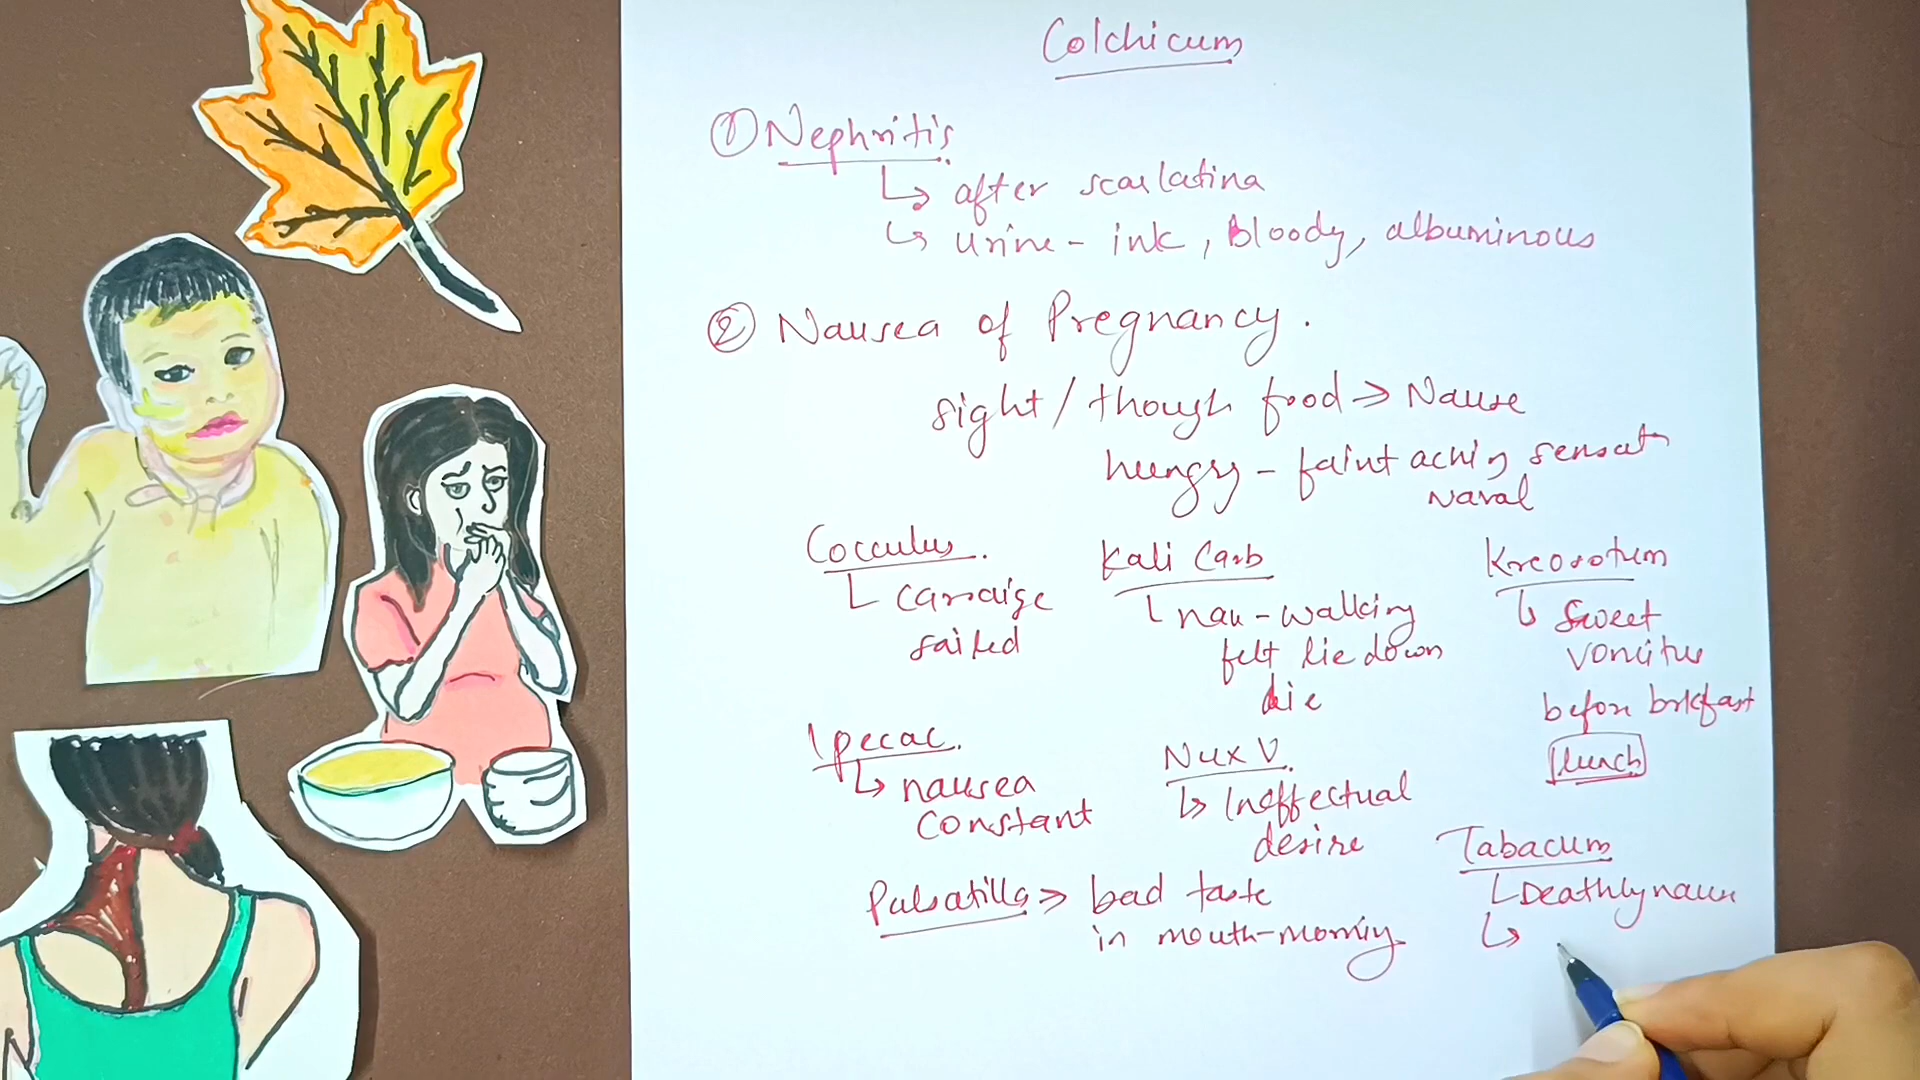 Colchicum
① Nephritis.
↳ after scarlatina
↳ urine - ink, bloody, albuminous
② Nausea of Pregnancy.
sight / though food → Nause
hungry - faint aching sensat
Naval
Cocculus.
carraige
sailed
Kali Carb
nau - walking
felt lie down
die
Kreosotum
↳ Sweet
vomitus
before brkfast
lunch
Ipecac.
↳ nausea
constant
Nux V.
↳ Ineffectual
desire
Pulsatilla → bad taste
in mouth - morning
Tabacum
Deathly nause
↳